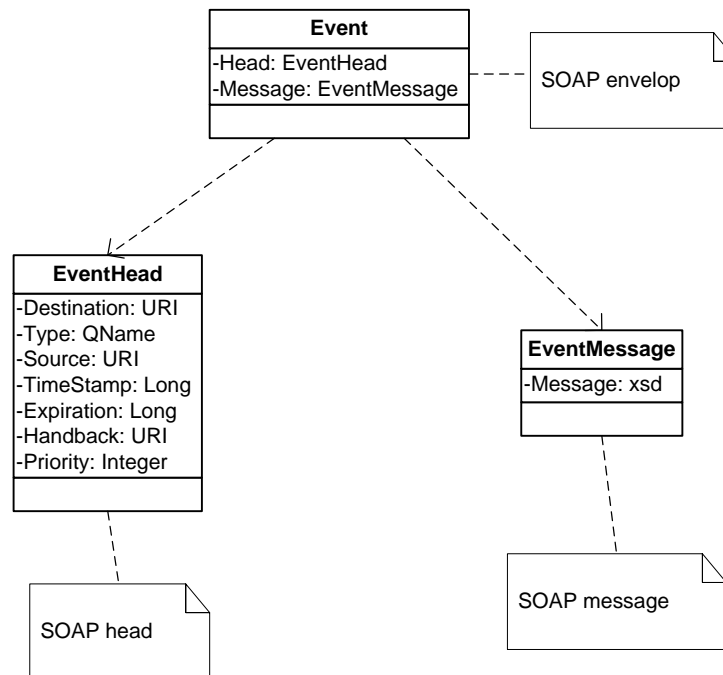 Event
-Head: EventHead
-Message: EventMessage
SOAP envelop
EventHead
-Destination: URI
-Type: QName
-Source: URI
-TimeStamp: Long
-Expiration: Long
-Handback: URI
-Priority: Integer
EventMessage
-Message: xsd
SOAP head
SOAP message